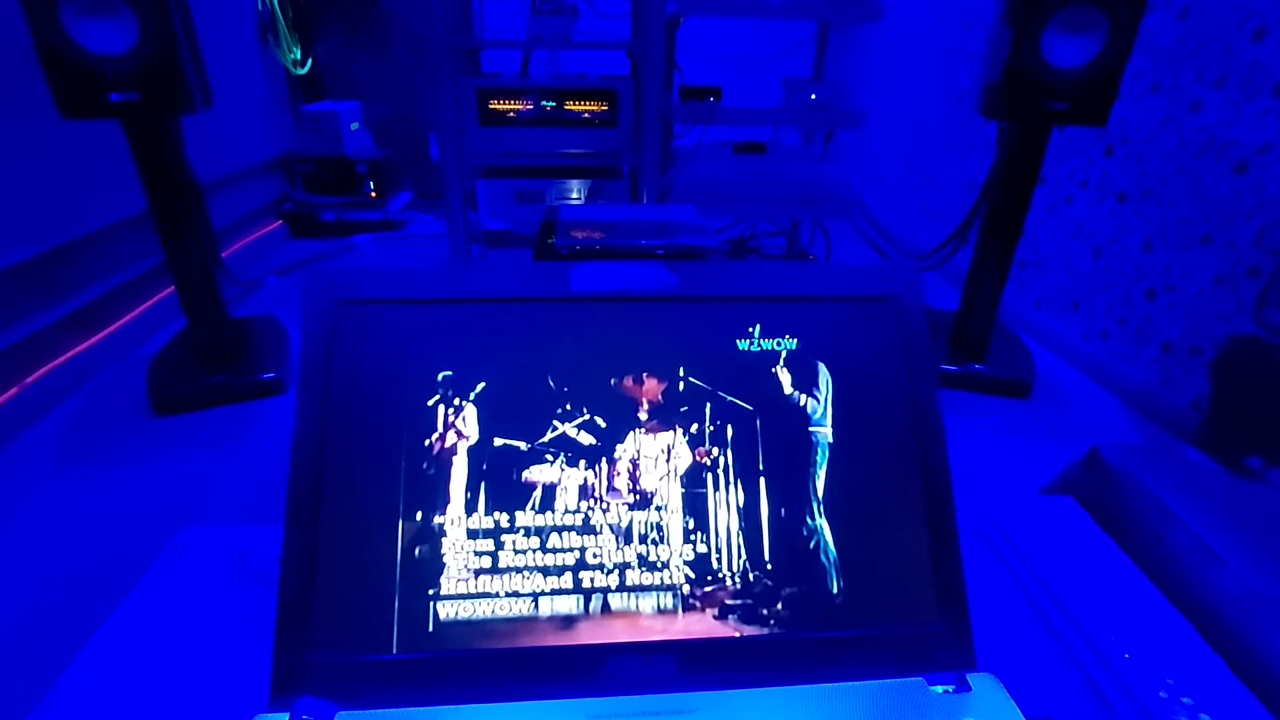 WOWOW
"Didn't Matter Anyway"
From The Album
"The Rotters' Club" 1975
Hatfield And The North
WOWOW